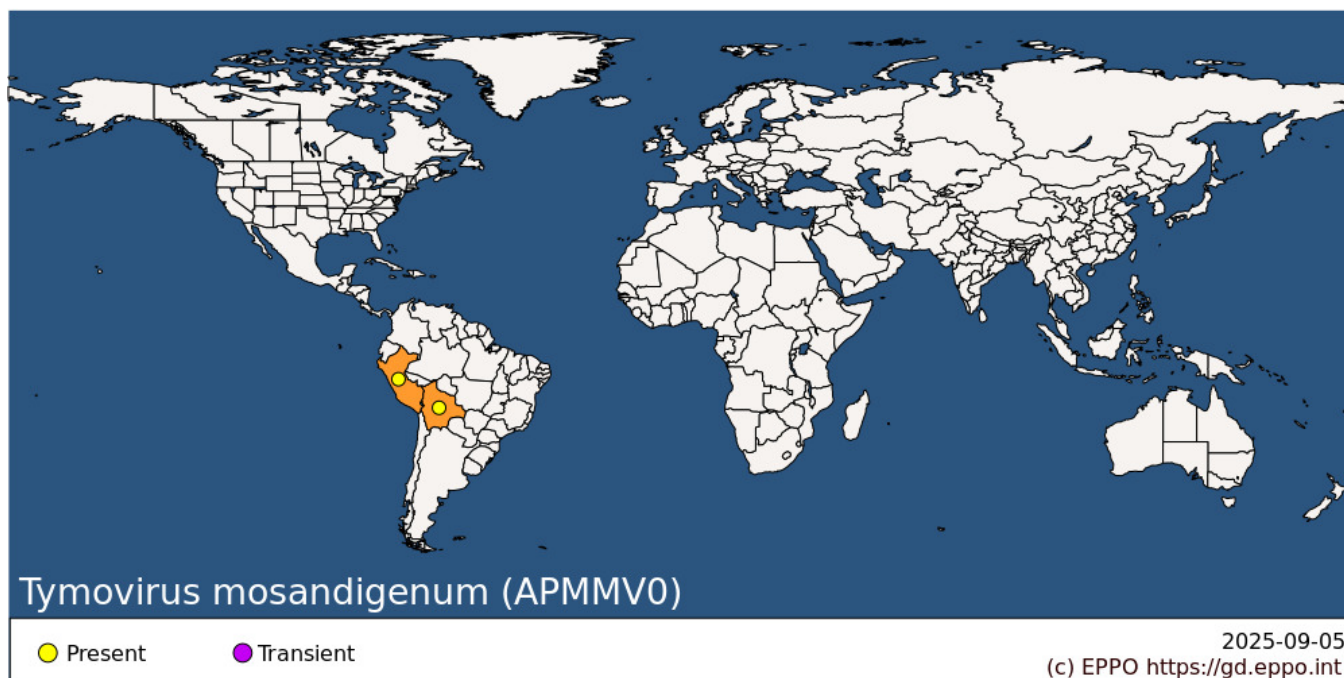 Tymovirus mosandigenum (APMMV0)
Present
Transient
2025-09-05
(c) EPPO https://gd.eppo.int